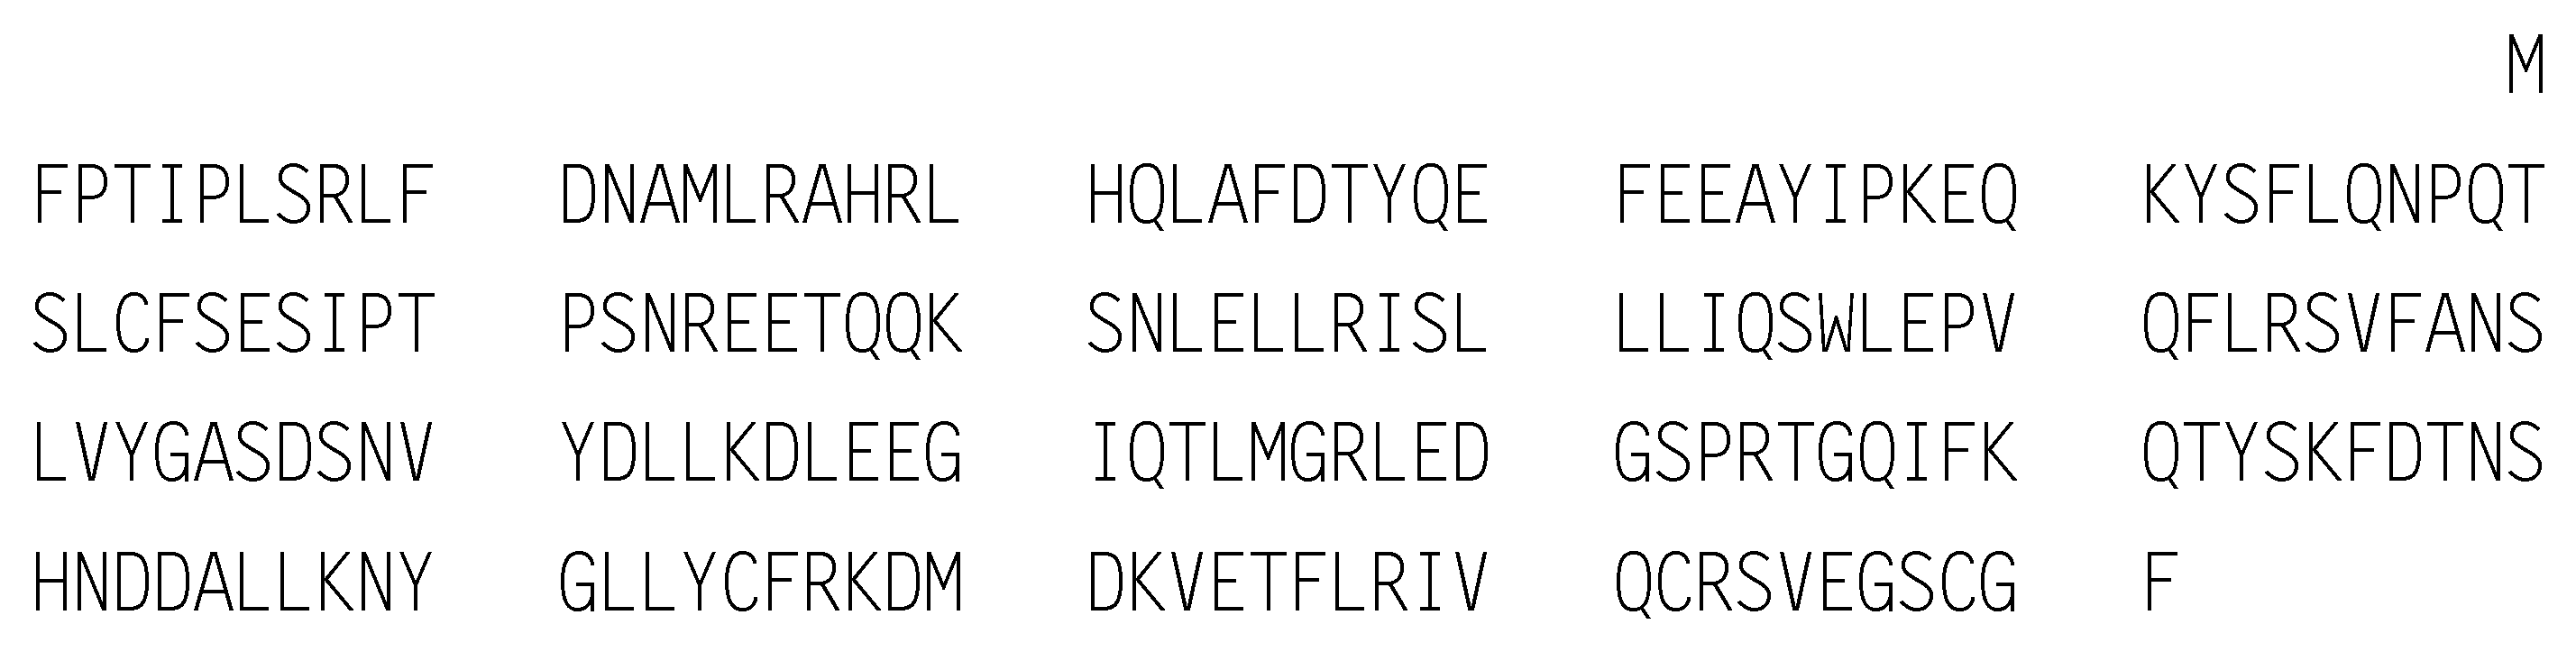 M
FPTIPLSRLF DNAMLRAHRL HQLAFDTYQE FEEAYIPKEQ KYSFLQNPQT
SLCFSESIPT PSNREETQQK SNLELLRISL LLIQSWLEPV QFLRSVFANS
LVYGASDSNV YDLLKDLEEG IQTLMGRLED GSPRTGQIFK QTYSKFDTNS
HNDDALLKNY GLLYCFRKDM DKVETFLRIV QCRSVEGSCG F